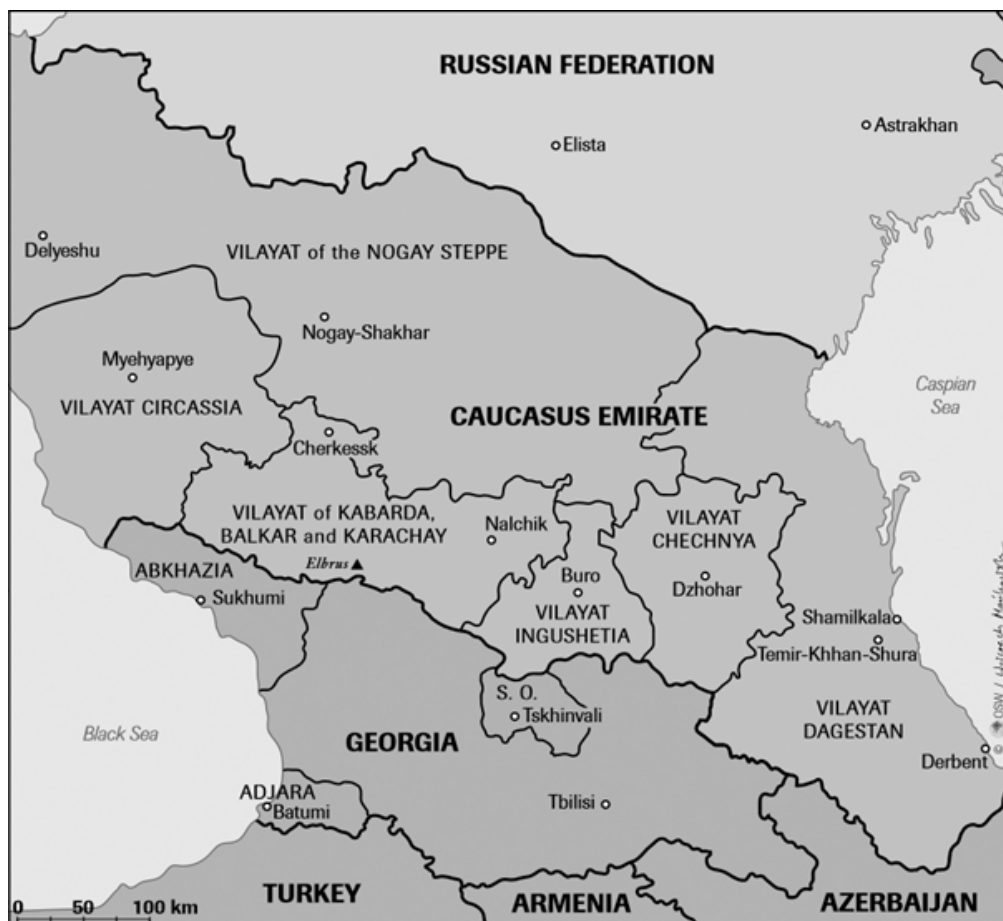 RUSSIAN FEDERATION
Astrakhan
Elista
Delyeshu
VILAYAT of the NOGAY STEPPE
Nogay-Shakhar
Myehyapye
VILAYAT CIRCASSIA
Caspian
Sea
CAUCASUS EMIRATE
Cherkessk
VILAYAT of KABARDA,
BALKAR and KARACHAY
Nalchik
VILAYAT
CHECHNYA
Elbrus
ABKHAZIA
Sukhumi
Buro
VILAYAT
INGUSHETIA
Dzhohar
Shamilkala
Temir-Khhan-Shura
S. O.
Tskhinvali
VILAYAT
DAGESTAN
Black Sea
GEORGIA
Derbent
ADJARA
Batumi
Tbilisi
TURKEY
ARMENIA
AZERBAIJAN
0 50 100 km
OSW /